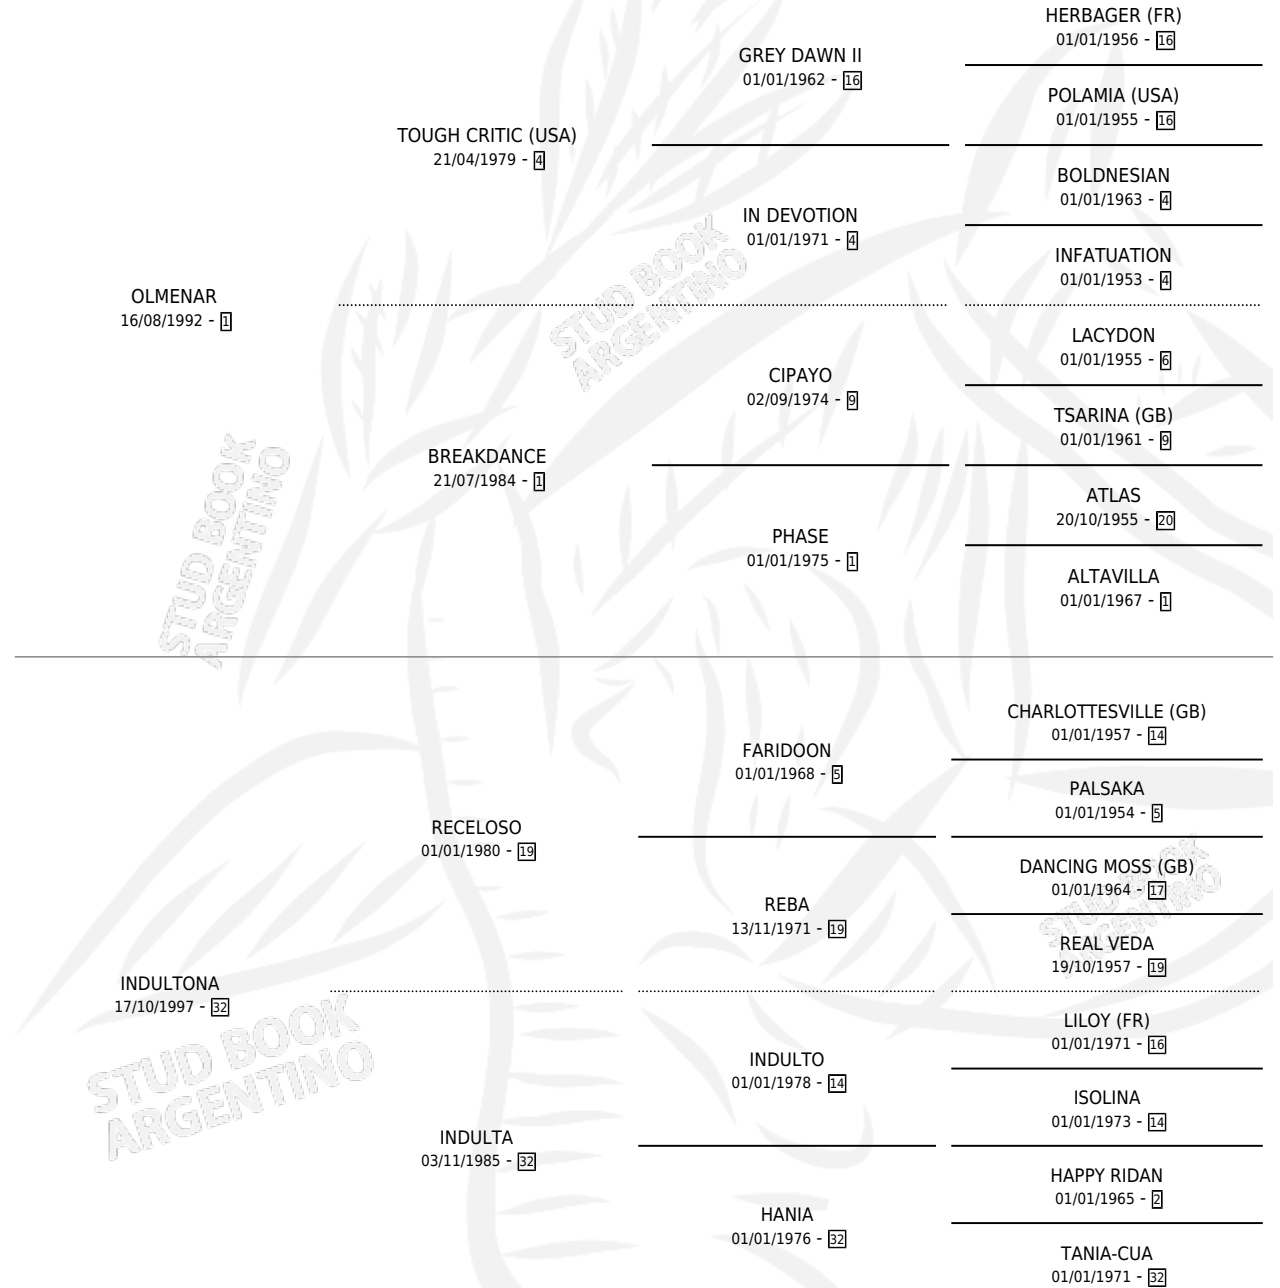 HERBAGER (FR)
01/01/1956 - 16
GREY DAWN II
01/01/1962 - 16
POLAMIA (USA)
01/01/1955 - 16
TOUGH CRITIC (USA)
21/04/1979 - 4
BOLDNESIAN
01/01/1963 - 4
IN DEVOTION
01/01/1971 - 4
INFATUATION
01/01/1953 - 4
OLMENAR
16/08/1992 - 1
LACYDON
01/01/1955 - 6
CIPAYO
02/09/1974 - 9
TSARINA (GB)
01/01/1961 - 9
BREAKDANCE
21/07/1984 - 1
ATLAS
20/10/1955 - 20
PHASE
01/01/1975 - 1
ALTAVILLA
01/01/1967 - 1
CHARLOTTESVILLE (GB)
01/01/1957 - 14
FARIDOON
01/01/1968 - 5
PALSAKA
01/01/1954 - 5
RECELOSO
01/01/1980 - 19
DANCING MOSS (GB)
01/01/1964 - 17
REBA
13/11/1971 - 19
REAL VEDA
19/10/1957 - 19
INDULTONA
17/10/1997 - 32
LILOY (FR)
01/01/1971 - 16
INDULTO
01/01/1978 - 14
ISOLINA
01/01/1973 - 14
INDULTA
03/11/1985 - 32
HAPPY RIDAN
01/01/1965 - 2
HANIA
01/01/1976 - 32
TANIA-CUA
01/01/1971 - 32
STUD BOOK
ARGENTINO
STUD BOOK
ARGENTINO
STUD BOOK
ARGENTINO
STUD BOOK
ARGENTINO